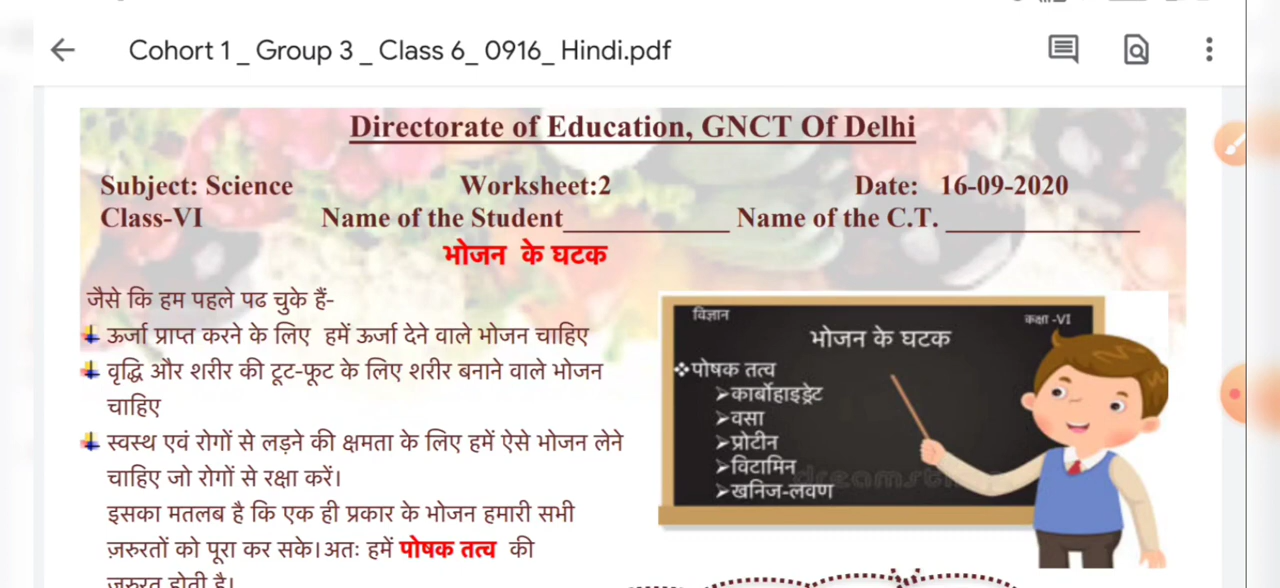 Cohort 1 _ Group 3 _ Class 6_ 0916_ Hindi.pdf
Directorate of Education, GNCT Of Delhi
Subject: Science Worksheet:2 Date: 16-09-2020
Class-VI Name of the Student____________ Name of the C.T. ______________
भोजन के घटक
जैसे कि हम पहले पढ चुके हैं-
ऊर्जा प्राप्त करने के लिए हमें ऊर्जा देने वाले भोजन चाहिए
वृद्धि और शरीर की टूट-फूट के लिए शरीर बनाने वाले भोजन
चाहिए
स्वस्थ एवं रोगों से लड़ने की क्षमता के लिए हमें ऐसे भोजन लेने
चाहिए जो रोगों से रक्षा करें।
इसका मतलब है कि एक ही प्रकार के भोजन हमारी सभी
ज़रुरतों को पूरा कर सके।अतः हमें पोषक तत्व की
जरुरत होती है।
विज्ञान कक्षा -VI
भोजन के घटक
❖पोषक तत्व
➢कार्बोहाइड्रेट
➢वसा
➢प्रोटीन
➢विटामिन
➢खनिज-लवण